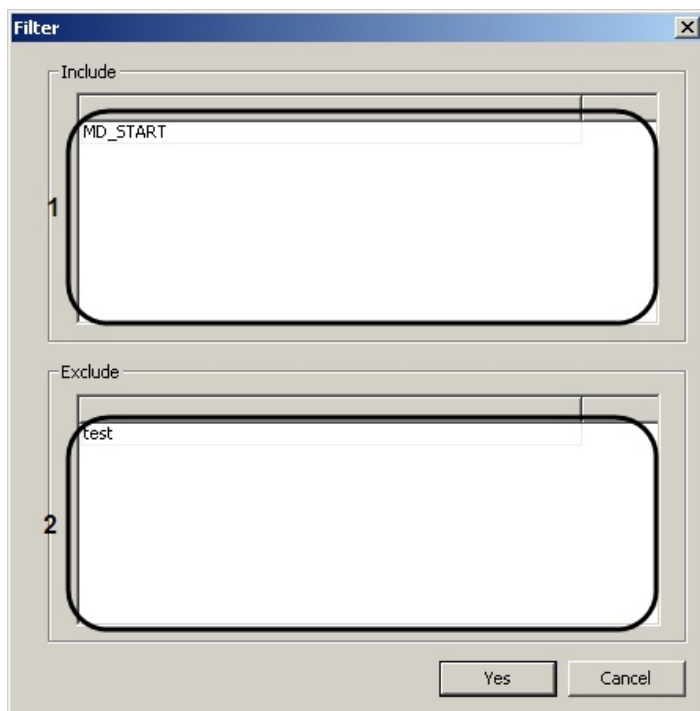 Filter
Include
MD_START
1
Exclude
test
2
Yes
Cancel